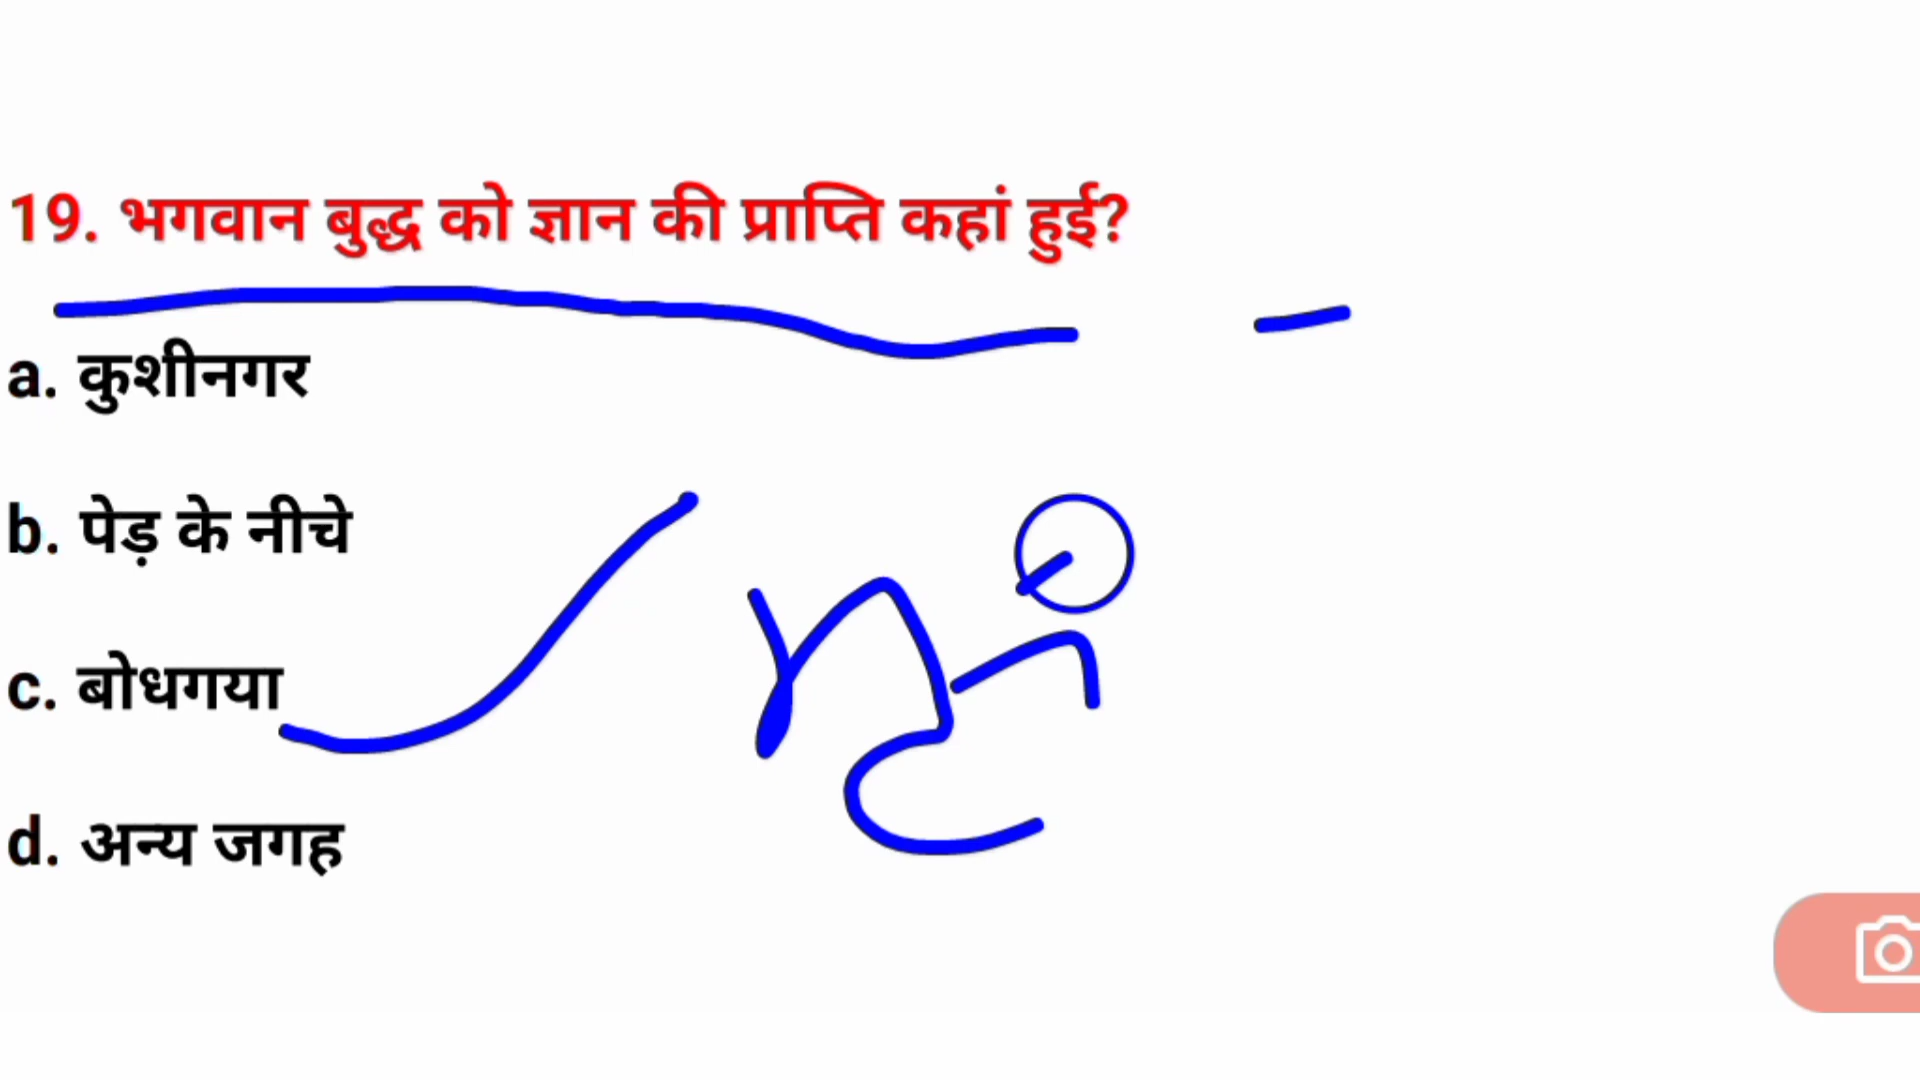 19. भगवान बुद्ध को ज्ञान की प्राप्ति कहां हुई?
a. कुशीनगर
b. पेड़ के नीचे
c. बोधगया
d. अन्य जगह